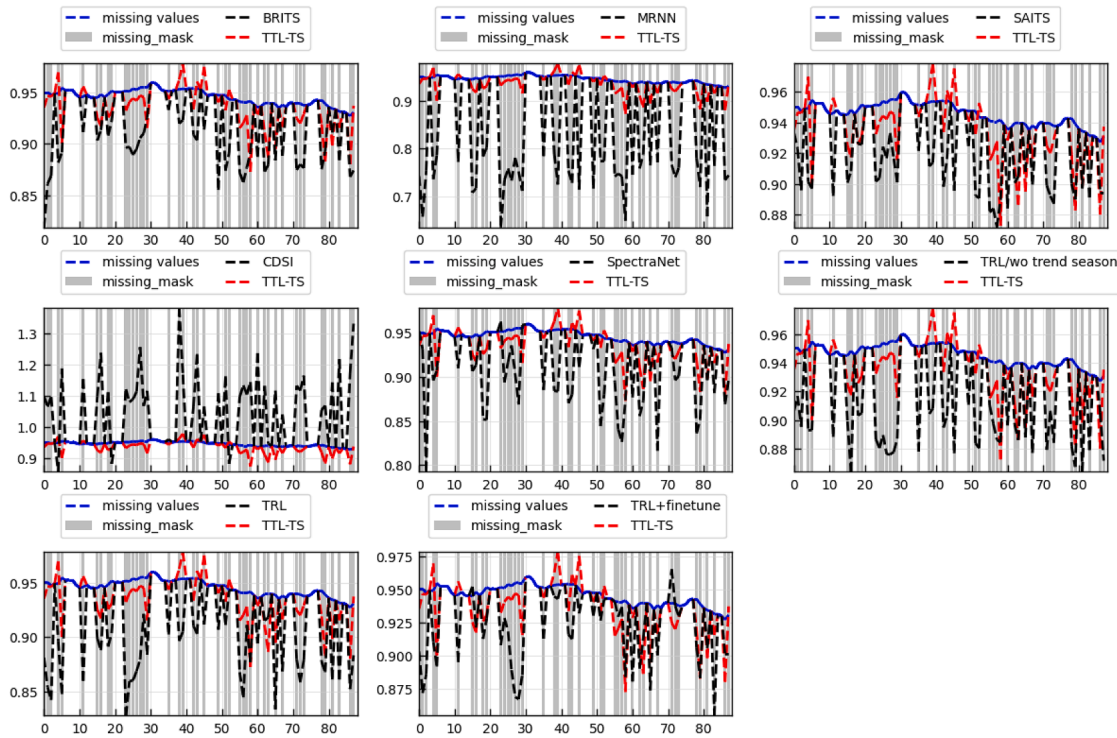 missing values BRITS
missing_mask TTL-TS
0.95
0.90
0.85
0 10 20 30 40 50 60 70 80
missing values MRNN
missing_mask TTL-TS
0.9
0.8
0.7
0 10 20 30 40 50 60 70 80
missing values SAITS
missing_mask TTL-TS
0.96
0.94
0.92
0.90
0.88
0 10 20 30 40 50 60 70 80
missing values CDSI
missing_mask TTL-TS
1.3
1.2
1.1
1.0
0.9
0 10 20 30 40 50 60 70 80
missing values SpectraNet
missing_mask TTL-TS
0.95
0.90
0.85
0.80
0 10 20 30 40 50 60 70 80
missing values TRL/wo trend season
missing_mask TTL-TS
0.96
0.94
0.92
0.90
0.88
0 10 20 30 40 50 60 70 80
missing values TRL
missing_mask TTL-TS
0.95
0.90
0.85
0 10 20 30 40 50 60 70 80
missing values TRL+finetune
missing_mask TTL-TS
0.975
0.950
0.925
0.900
0.875
0 10 20 30 40 50 60 70 80